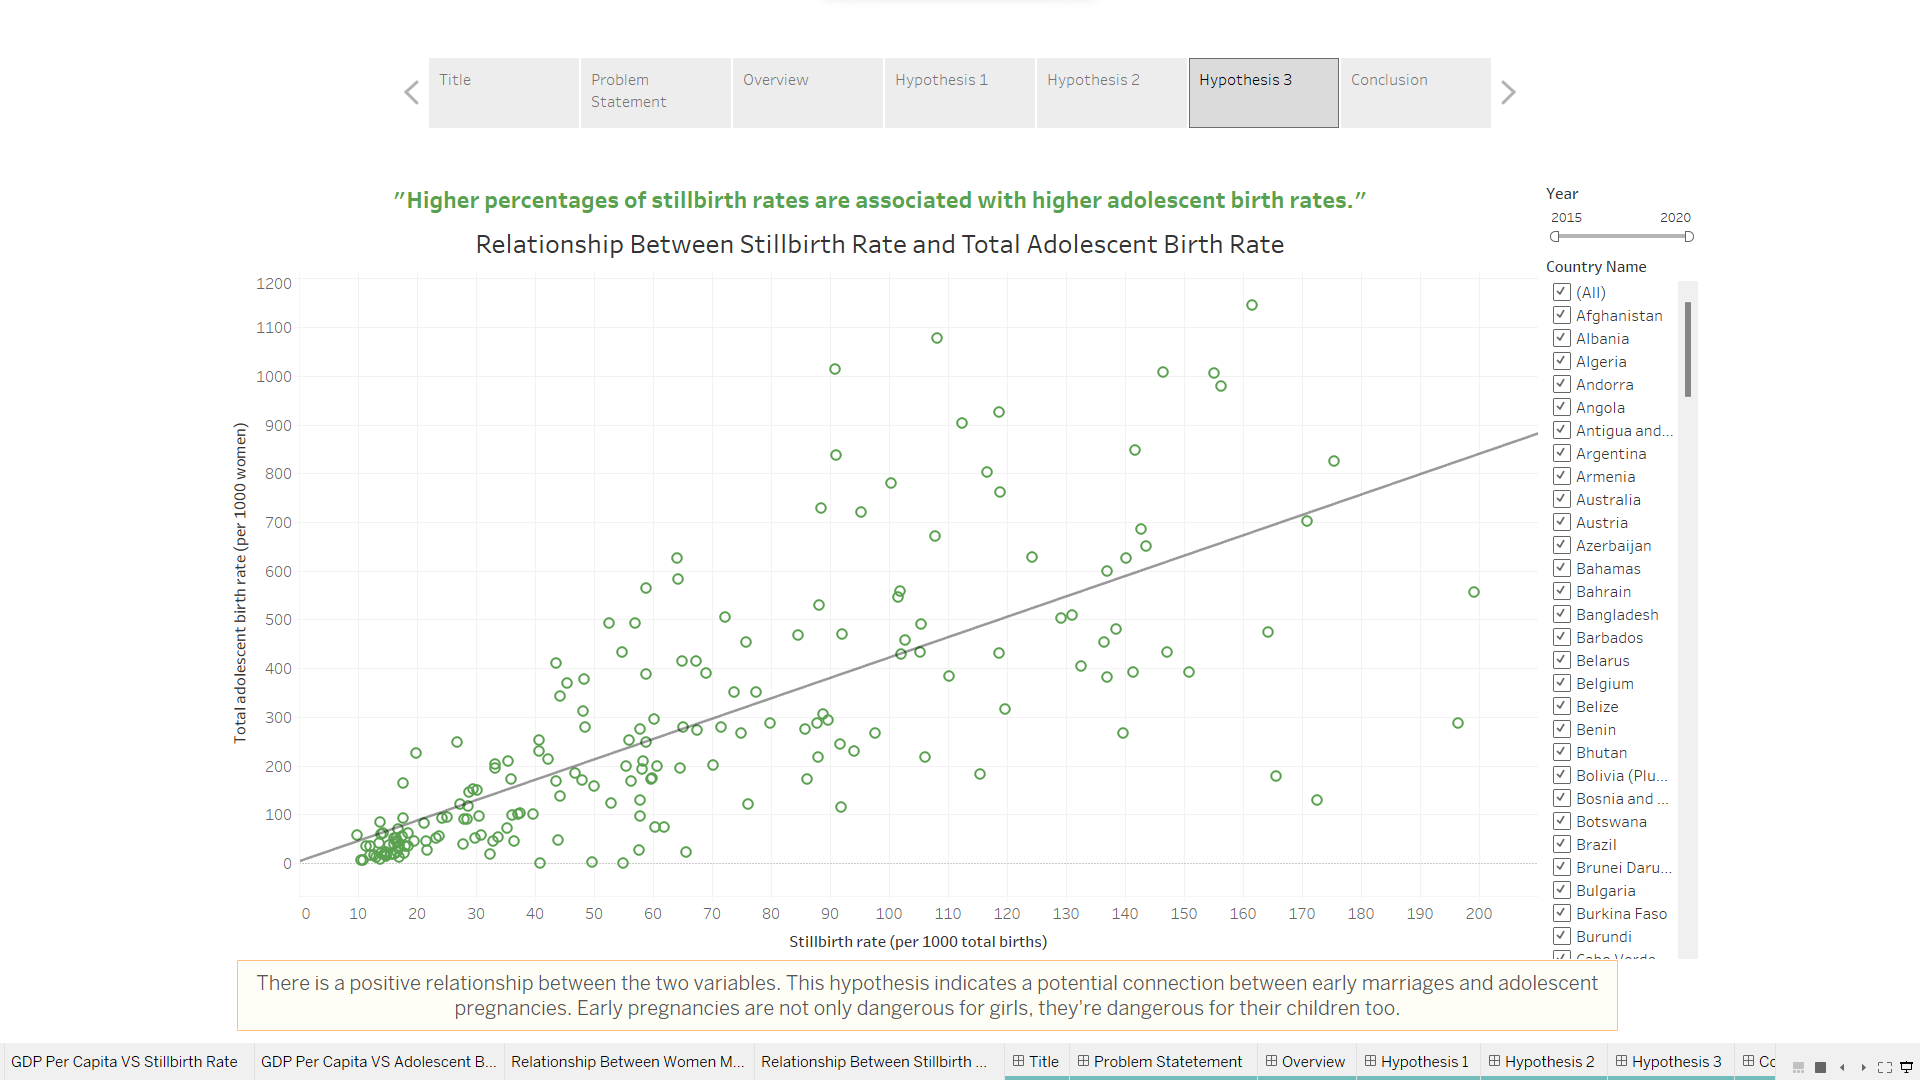 Title
Problem
Statement
Overview
Hypothesis 1
Hypothesis 2
Hypothesis 3
Conclusion
"Higher percentages of stillbirth rates are associated with higher adolescent birth rates."
Relationship Between Stillbirth Rate and Total Adolescent Birth Rate
Year
2015 2020
Country Name
(All)
Afghanistan
Albania
Algeria
Andorra
Angola
Antigua and...
Argentina
Armenia
Australia
Austria
Azerbaijan
Bahamas
Bahrain
Bangladesh
Barbados
Belarus
Belgium
Belize
Benin
Bhutan
Bolivia (Plu...
Bosnia and ...
Botswana
Brazil
Brunei Daru...
Bulgaria
Burkina Faso
Burundi
Cabo Verde
Total adolescent birth rate (per 1000 women)
1200
1100
1000
900
800
700
600
500
400
300
200
100
0
0 10 20 30 40 50 60 70 80 90 100 110 120 130 140 150 160 170 180 190 200
Stillbirth rate (per 1000 total births)
There is a positive relationship between the two variables. This hypothesis indicates a potential connection between early marriages and adolescent
pregnancies. Early pregnancies are not only dangerous for girls, they're dangerous for their children too.
GDP Per Capita VS Stillbirth Rate
GDP Per Capita VS Adolescent B...
Relationship Between Women M...
Relationship Between Stillbirth ...
Title
Problem Statetement
Overview
Hypothesis 1
Hypothesis 2
Hypothesis 3
Co